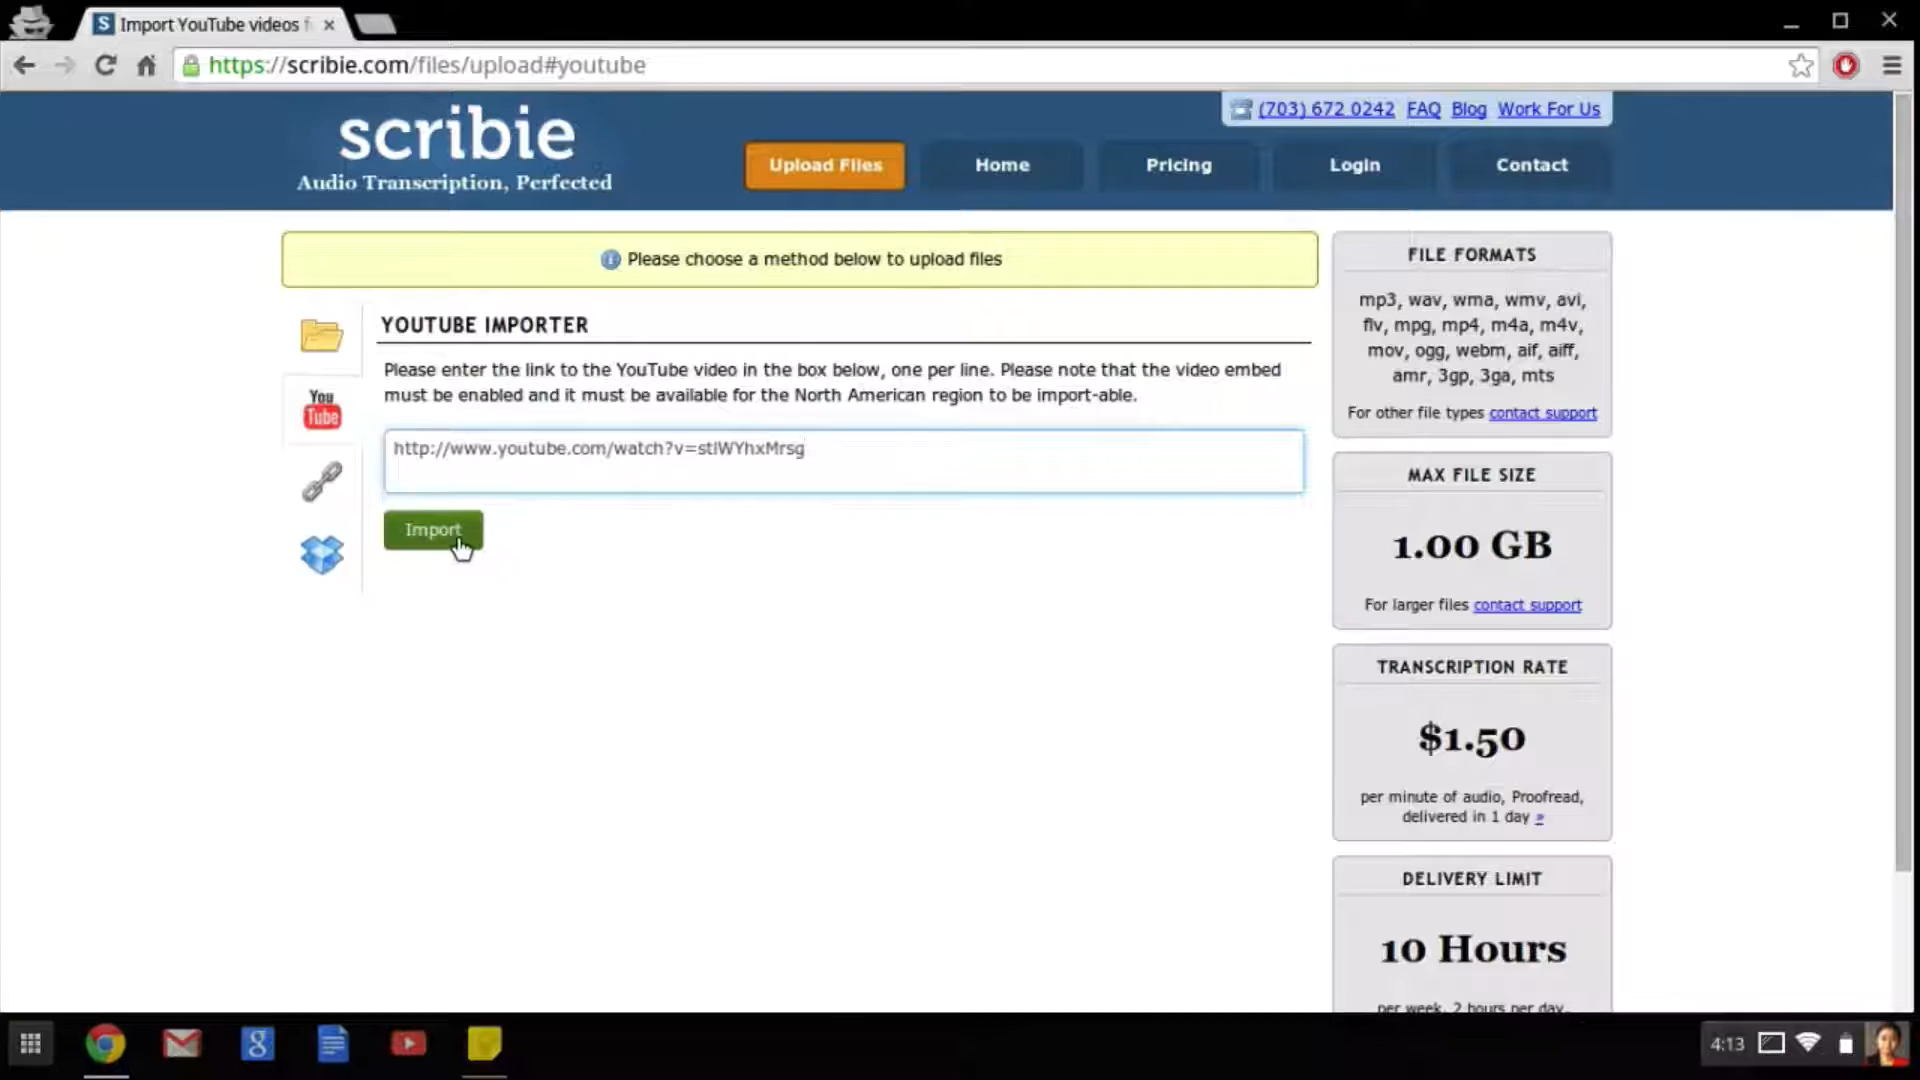 S Import YouTube videos f
https://scribie.com/files/upload#youtube
scribie
Audio Transcription, Perfected
(703) 672 0242 FAQ Blog Work For Us
Upload Files Home Pricing Login Contact
Please choose a method below to upload files
YOUTUBE IMPORTER
Please enter the link to the YouTube video in the box below, one per line. Please note that the video embed
must be enabled and it must be available for the North American region to be import-able.
You
Tube
http://www.youtube.com/watch?v=stlWYhxMrsg
Import
FILE FORMATS
mp3, wav, wma, wmv, avi,
flv, mpg, mp4, m4a, m4v,
mov, ogg, webm, aif, aiff,
amr, 3gp, 3ga, mts
For other file types contact support
MAX FILE SIZE
1.00 GB
For larger files contact support
TRANSCRIPTION RATE
$1.50
per minute of audio, Proofread,
delivered in 1 day »
DELIVERY LIMIT
10 Hours
per week, 2 hours per day.
8
4:13